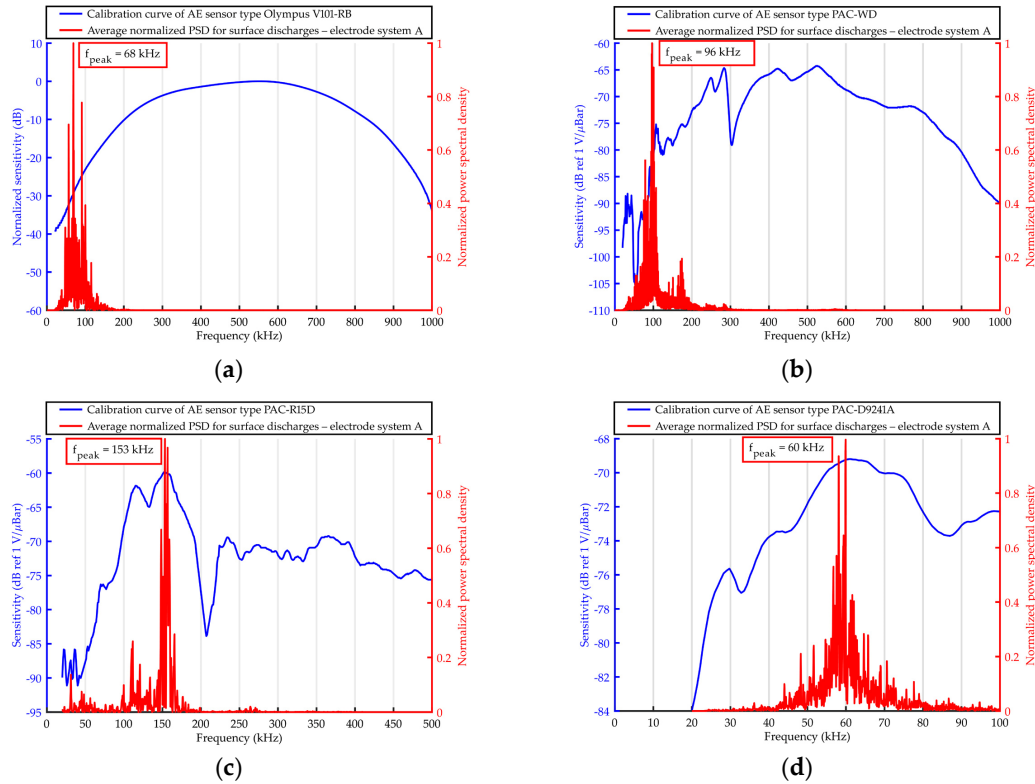 Calibration curve of AE sensor type Olympus V101-RB
Average normalized PSD for surface discharges – electrode system A
f_peak = 68 kHz
Normalized sensitivity (dB)
10
0
-10
-20
-30
-40
-50
-60
Normalized power spectral density
1
0.8
0.6
0.4
0.2
0
0 100 200 300 400 500 600 700 800 900 1000
Frequency (kHz)
(a)
Calibration curve of AE sensor type PAC-WD
Average normalized PSD for surface discharges – electrode system A
f_peak = 96 kHz
Sensitivity (dB ref 1 V/μBar)
-60
-65
-70
-75
-80
-85
-90
-95
-100
-105
-110
Normalized power spectral density
1
0.8
0.6
0.4
0.2
0
0 100 200 300 400 500 600 700 800 900 1000
Frequency (kHz)
(b)
Calibration curve of AE sensor type PAC-R15D
Average normalized PSD for surface discharges – electrode system A
f_peak = 153 kHz
Sensitivity (dB ref 1 V/μBar)
-55
-60
-65
-70
-75
-80
-85
-90
-95
Normalized power spectral density
1
0.8
0.6
0.4
0.2
0
0 50 100 150 200 250 300 350 400 450 500
Frequency (kHz)
(c)
Calibration curve of AE sensor type PAC-D9241A
Average normalized PSD for surface discharges – electrode system A
f_peak = 60 kHz
Sensitivity (dB ref 1 V/μBar)
-68
-70
-72
-74
-76
-78
-80
-82
-84
Normalized power spectral density
1
0.8
0.6
0.4
0.2
0
0 10 20 30 40 50 60 70 80 90 100
Frequency (kHz)
(d)